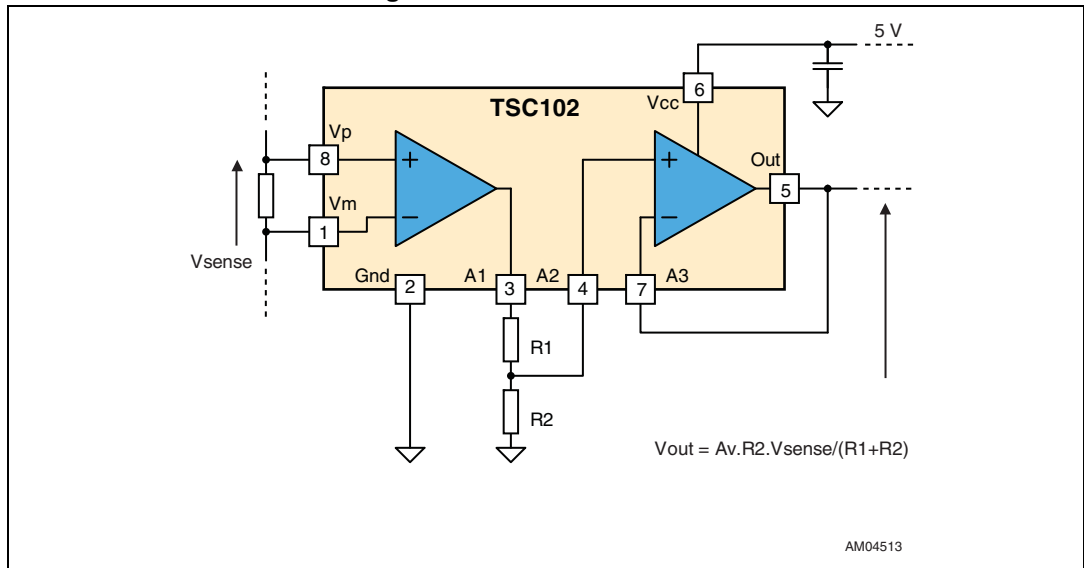 g
5 V
TSC102
6
Vcc
Vp
8
+
+
Out
5
Vm
−
−
1
Vsense
Gnd
A1
A2
A3
2
3
4
7
R1
R2
Vout = Av.R2.Vsense/(R1+R2)
AM04513